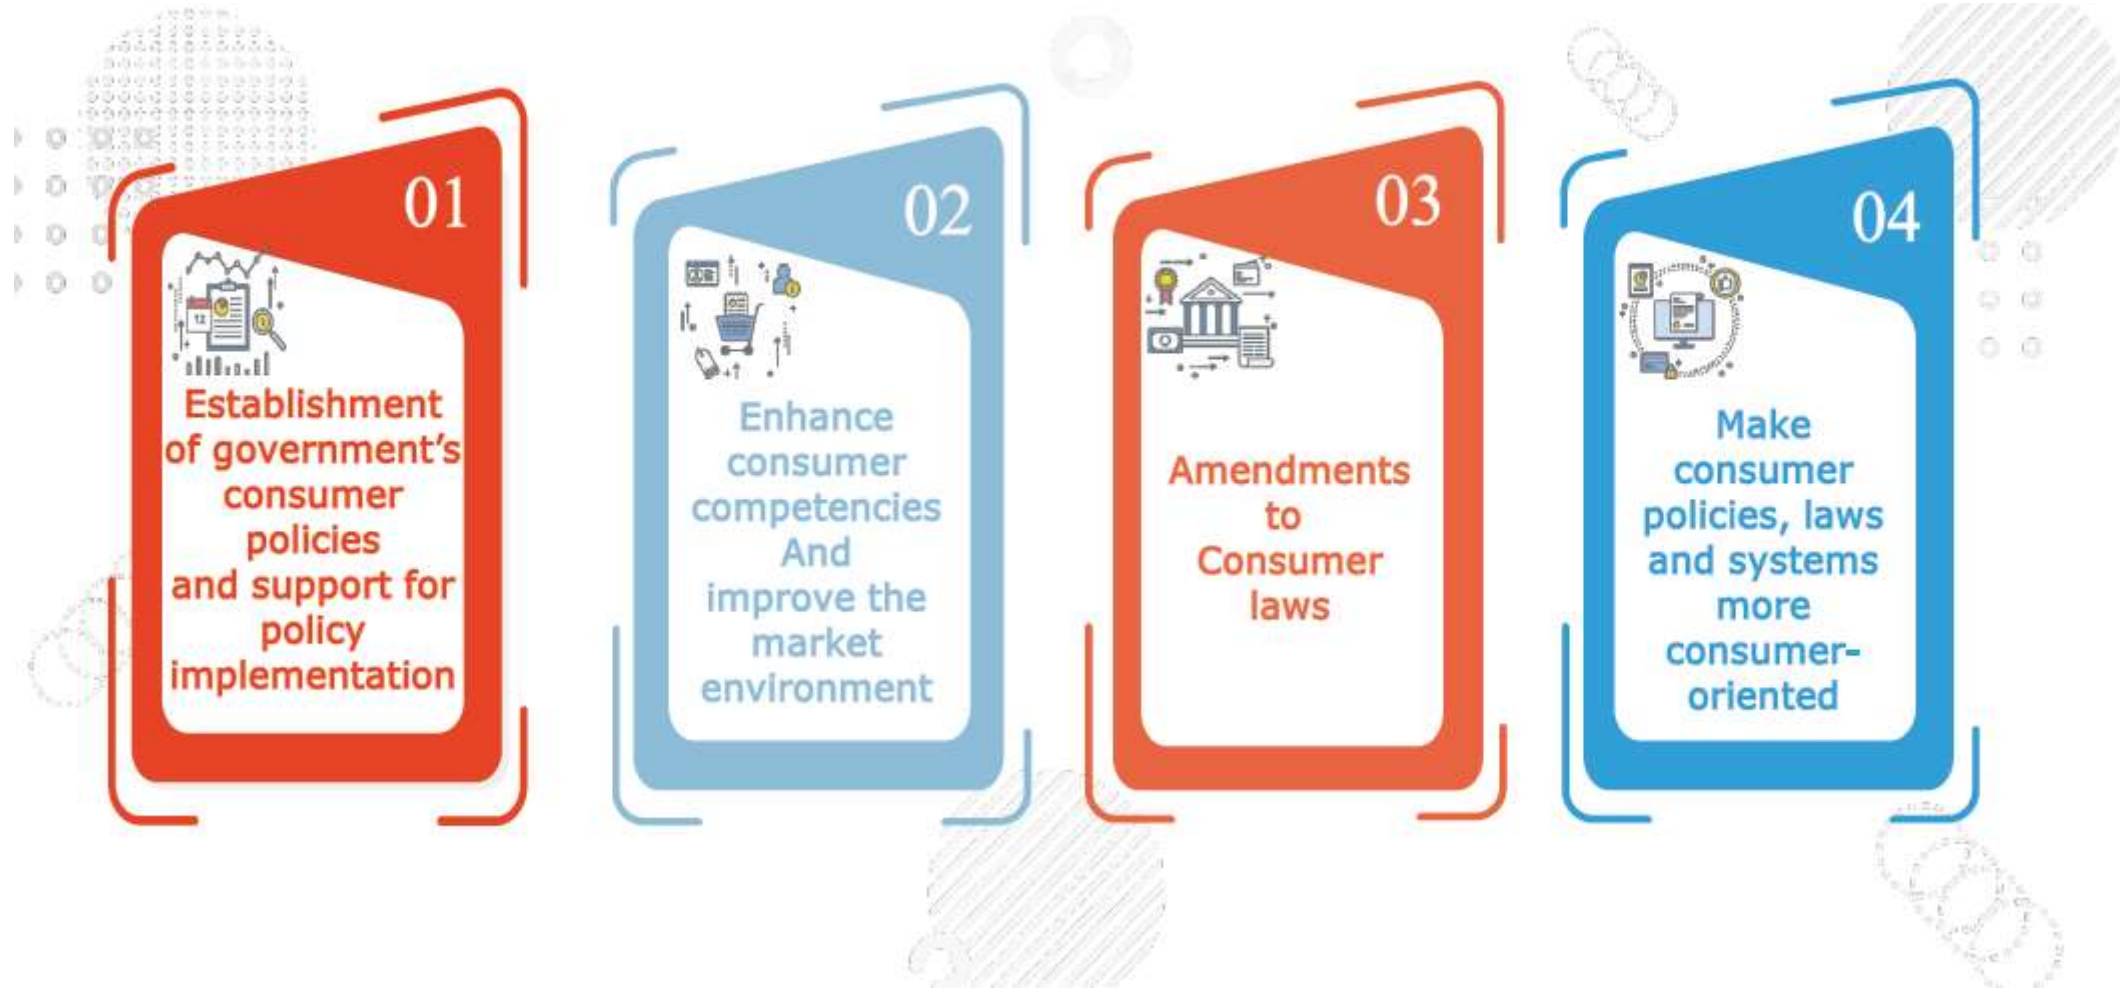 01
Establishment
of government’s
consumer
policies
and support for
policy
implementation
02
Enhance
consumer
competencies
And
improve the
market
environment
03
Amendments
to
Consumer
laws
04
Make
consumer
policies, laws
and systems
more
consumer-
oriented
12